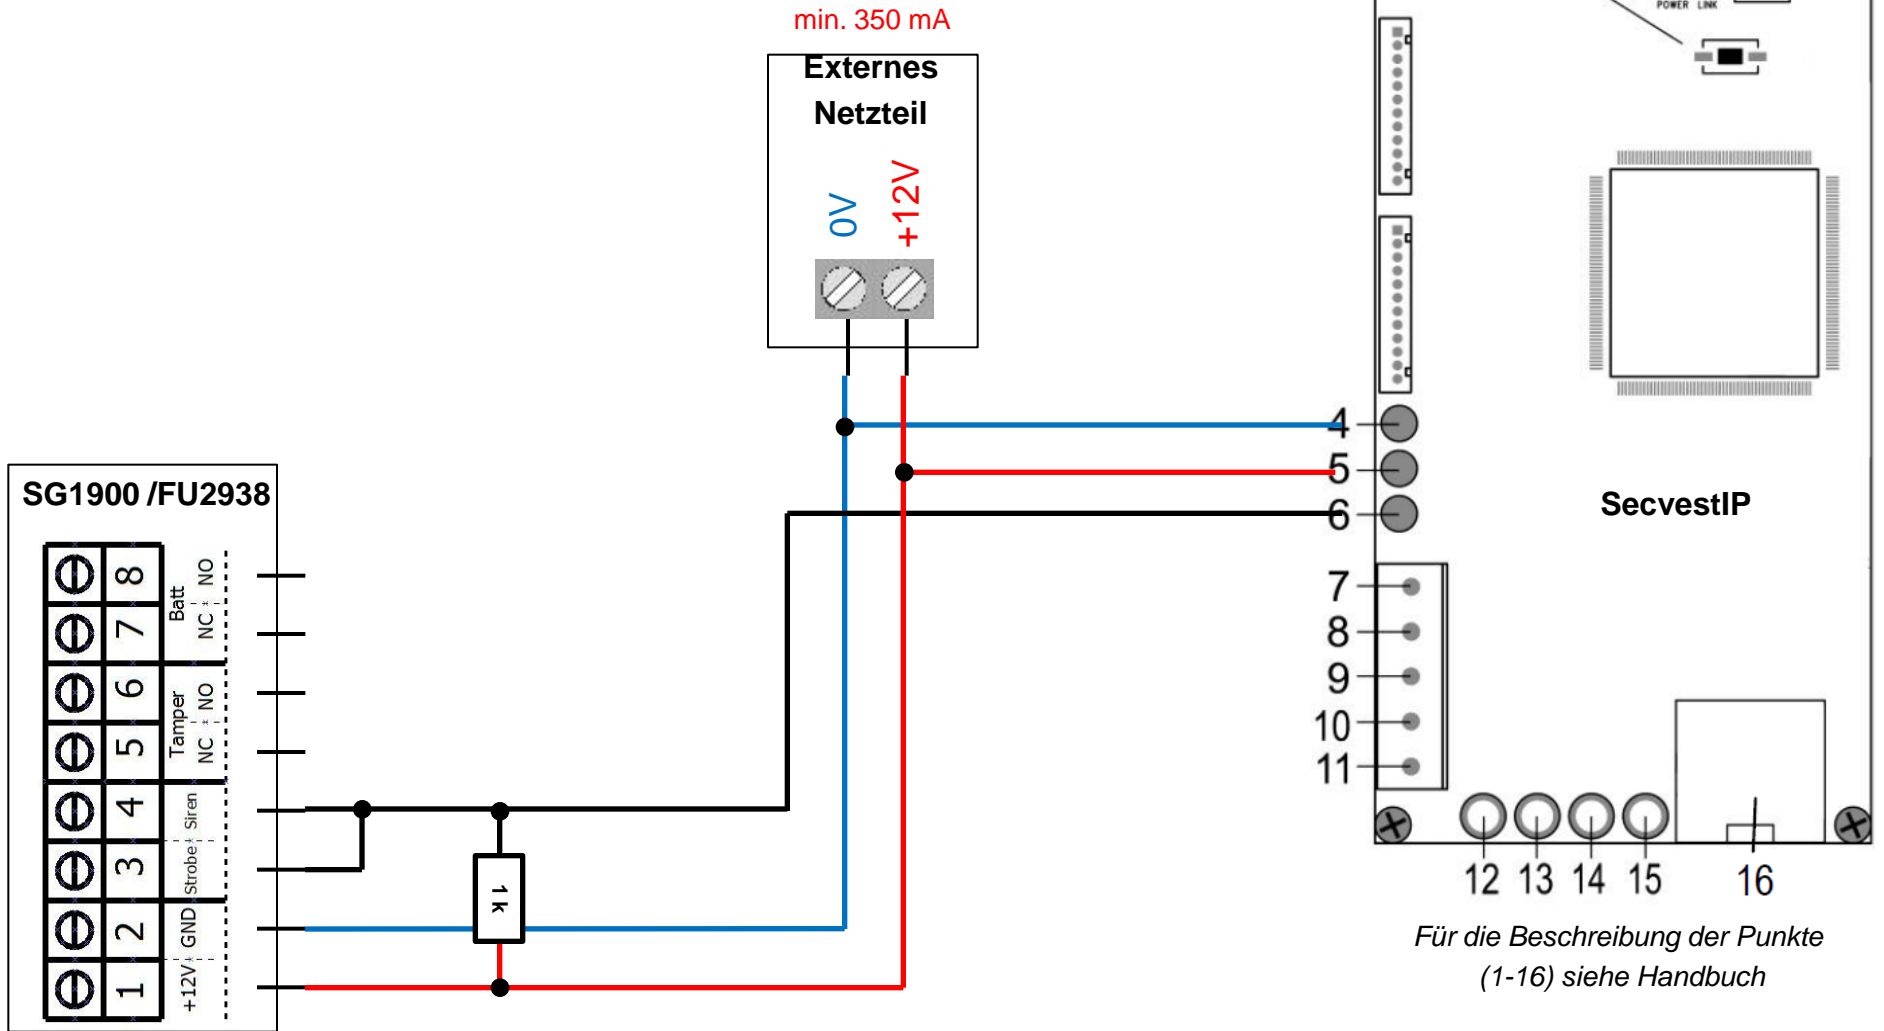 min. 350 mA
Externes
Netzteil
0V
+12V
POWER LINK
4
5
6
7
8
9
10
11
12 13 14 15 16
SecvestIP
Für die Beschreibung der Punkte
(1-16) siehe Handbuch
SG1900 /FU2938
8 NO
Batt
7 NC
6 NO
Tamper
5 NC
4 Siren
3 Strobe
2 GND
1 +12V
1 k